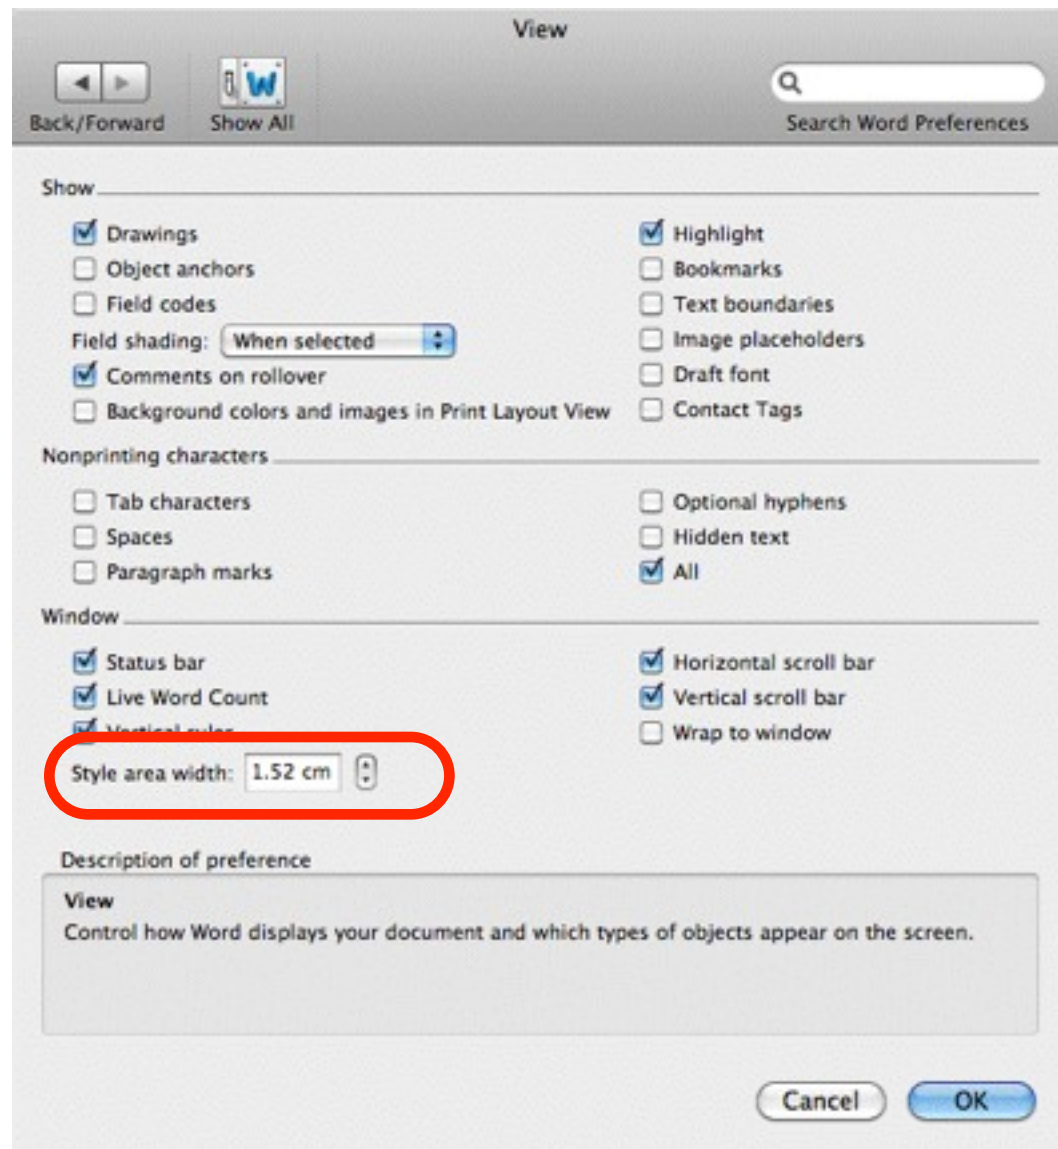 View
Back/Forward
Show All
Search Word Preferences
Show
Drawings
Highlight
Object anchors
Bookmarks
Field codes
Text boundaries
Field shading: When selected
Image placeholders
Comments on rollover
Draft font
Background colors and images in Print Layout View
Contact Tags
Nonprinting characters
Tab characters
Optional hyphens
Spaces
Hidden text
Paragraph marks
All
Window
Status bar
Horizontal scroll bar
Live Word Count
Vertical scroll bar
Vertical ruler
Wrap to window
Style area width: 1.52 cm
Description of preference
View
Control how Word displays your document and which types of objects appear on the screen.
Cancel
OK